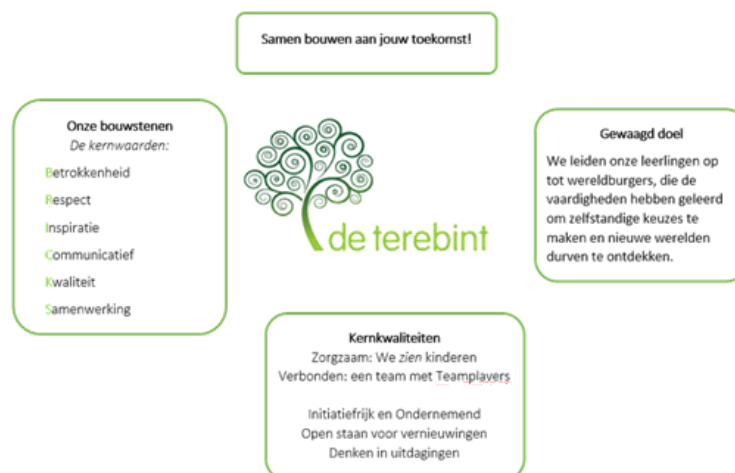 Samen bouwen aan jouw toekomst!
Onze bouwstenen
De kernwaarden:
Betrokkenheid
Respect
Inspiratie
Communicatief
Kwaliteit
Samenwerking
de terebint
Gewaagd doel
We leiden onze leerlingen op
tot wereldburgers, die de
vaardigheden hebben geleerd
om zelfstandige keuzes te
maken en nieuwe werelden
durven te ontdekken.
Kernkwaliteiten
Zorgzaam: We zien kinderen
Verbonden: een team met Teamplayers
Initiatiefrijk en Ondernemend
Open staan voor vernieuwingen
Denken in uitdagingen